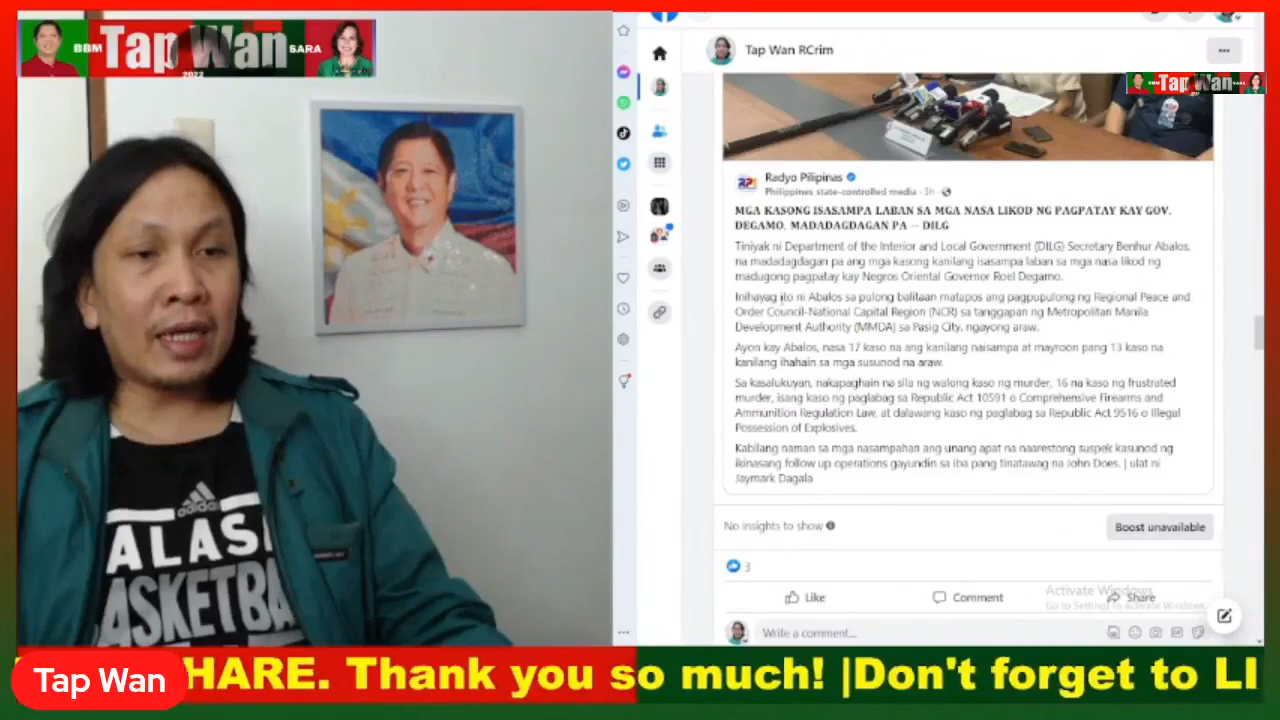 BBM Tap Wan SARA
2022
Tap Wan RCrim
BBM Tap Wan SARA
Radyo Pilipinas
Philippines state-controlled media · 3h ·
MGA KASONG ISASAMPA LABAN SA MGA NASA LIKOD NG PAGPATAY KAY GOV.
DEGAMO, MADADAGDAGAN PA — DILG
Tiniyak ni Department of the Interior and Local Government (DILG) Secretary Benhur Abalos,
na madadagdagan pa ang mga kasong kanilang isasampa laban sa mga nasa likod ng
madugong pagpatay kay Negros Oriental Governor Roel Degamo.
Inihayag ito ni Abalos sa pulong balitaan matapos ang pagpupulong ng Regional Peace and
Order Council-National Capital Region (NCR) sa tanggapan ng Metropolitan Manila
Development Authority (MMDA) sa Pasig City, ngayong araw.
Ayon kay Abalos, nasa 17 kaso na ang kanilang naisampa at mayroon pang 13 kaso na
kanilang ihahain sa mga susunod na araw.
Sa kasalukuyan, nakapaghain na sila ng walong kaso ng murder, 16 na kaso ng frustrated
murder, isang kaso ng paglabag sa Republic Act 10591 o Comprehensive Firearms and
Ammunition Regulation Law, at dalawang kaso ng paglabag sa Republic Act 9516 o Illegal
Possession of Explosives.
Kabilang naman sa mga nasampahan ang unang apat na naarestong suspek kasunod ng
ikinasang follow up operations gayundin sa iba pang tinatawag na John Does. | ulat ni
Jaymark Dagala
No insights to show
Boost unavailable
3
Like Comment Share
Activate Windows
Go to Settings to activate Windows.
Write a comment...
adidas
ALAS
ASKETBA
Tap Wan
HARE. Thank you so much! |Don't forget to LI